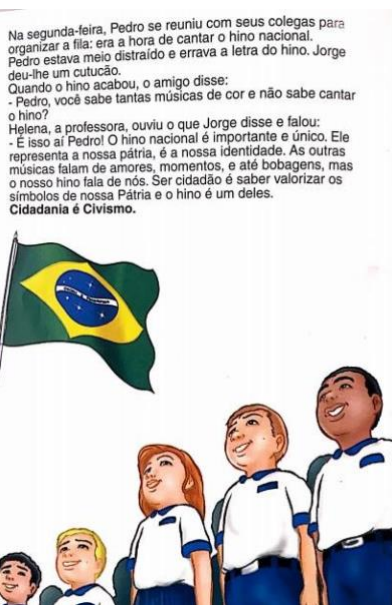 Na segunda-feira, Pedro se reuniu com seus colegas para
organizar a fila: era a hora de cantar o hino nacional.
Pedro estava meio distraído e errava a letra do hino. Jorge
deu-lhe um cutucão.
Quando o hino acabou, o amigo disse:
- Pedro, você sabe tantas músicas de cor e não sabe cantar
o hino?
Helena, a professora, ouviu o que Jorge disse e falou:
- É isso aí Pedro! O hino nacional é importante e único. Ele
representa a nossa pátria, é a nossa identidade. As outras
músicas falam de amores, momentos, e até bobagens, mas
o nosso hino fala de nós. Ser cidadão é saber valorizar os
símbolos de nossa Pátria e o hino é um deles.
Cidadania é Civismo.